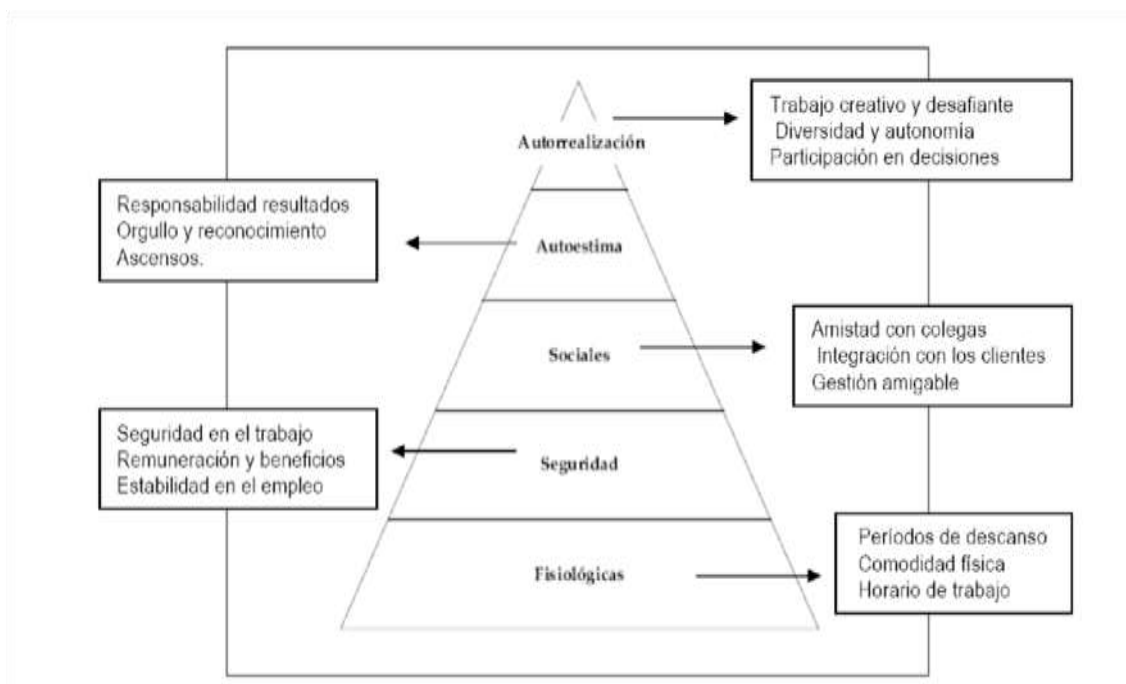 Trabajo creativo y desafiante
Diversidad y autonomía
Participación en decisiones
Autorrealización
Responsabilidad resultados
Orgullo y reconocimiento
Ascensos.
Autoestima
Amistad con colegas
Integración con los clientes
Gestión amigable
Sociales
Seguridad en el trabajo
Remuneración y beneficios
Estabilidad en el empleo
Seguridad
Períodos de descanso
Comodidad física
Horario de trabajo
Fisiológicas